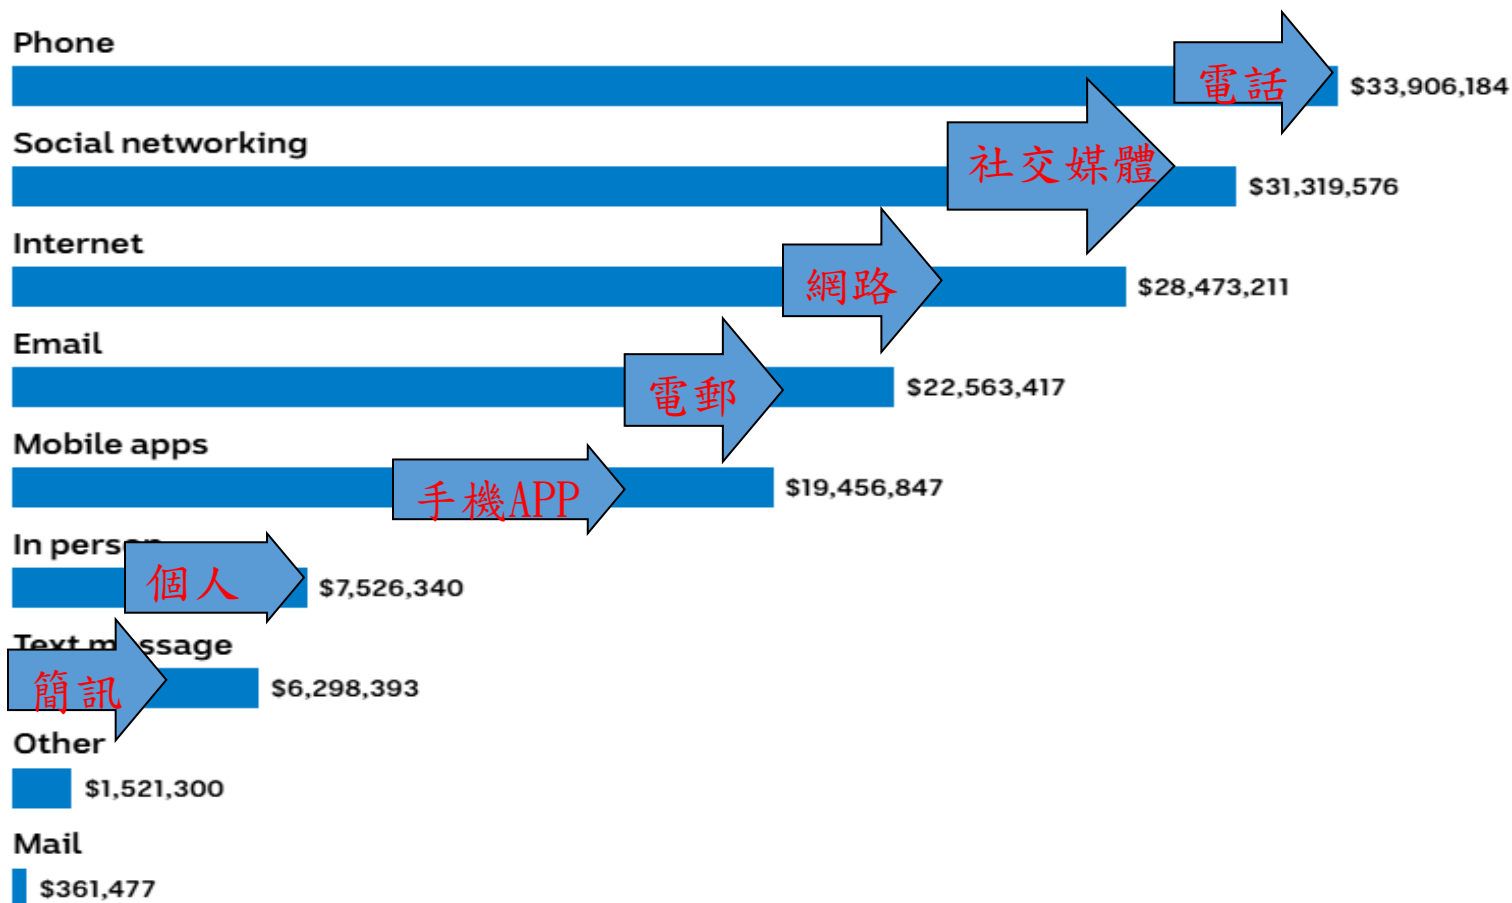 Phone
電話
$33,906,184
Social networking
社交媒體
$31,319,576
Internet
網路
$28,473,211
Email
電郵
$22,563,417
Mobile apps
手機APP
$19,456,847
In person
個人
$7,526,340
Text message
簡訊
$6,298,393
Other
$1,521,300
Mail
$361,477